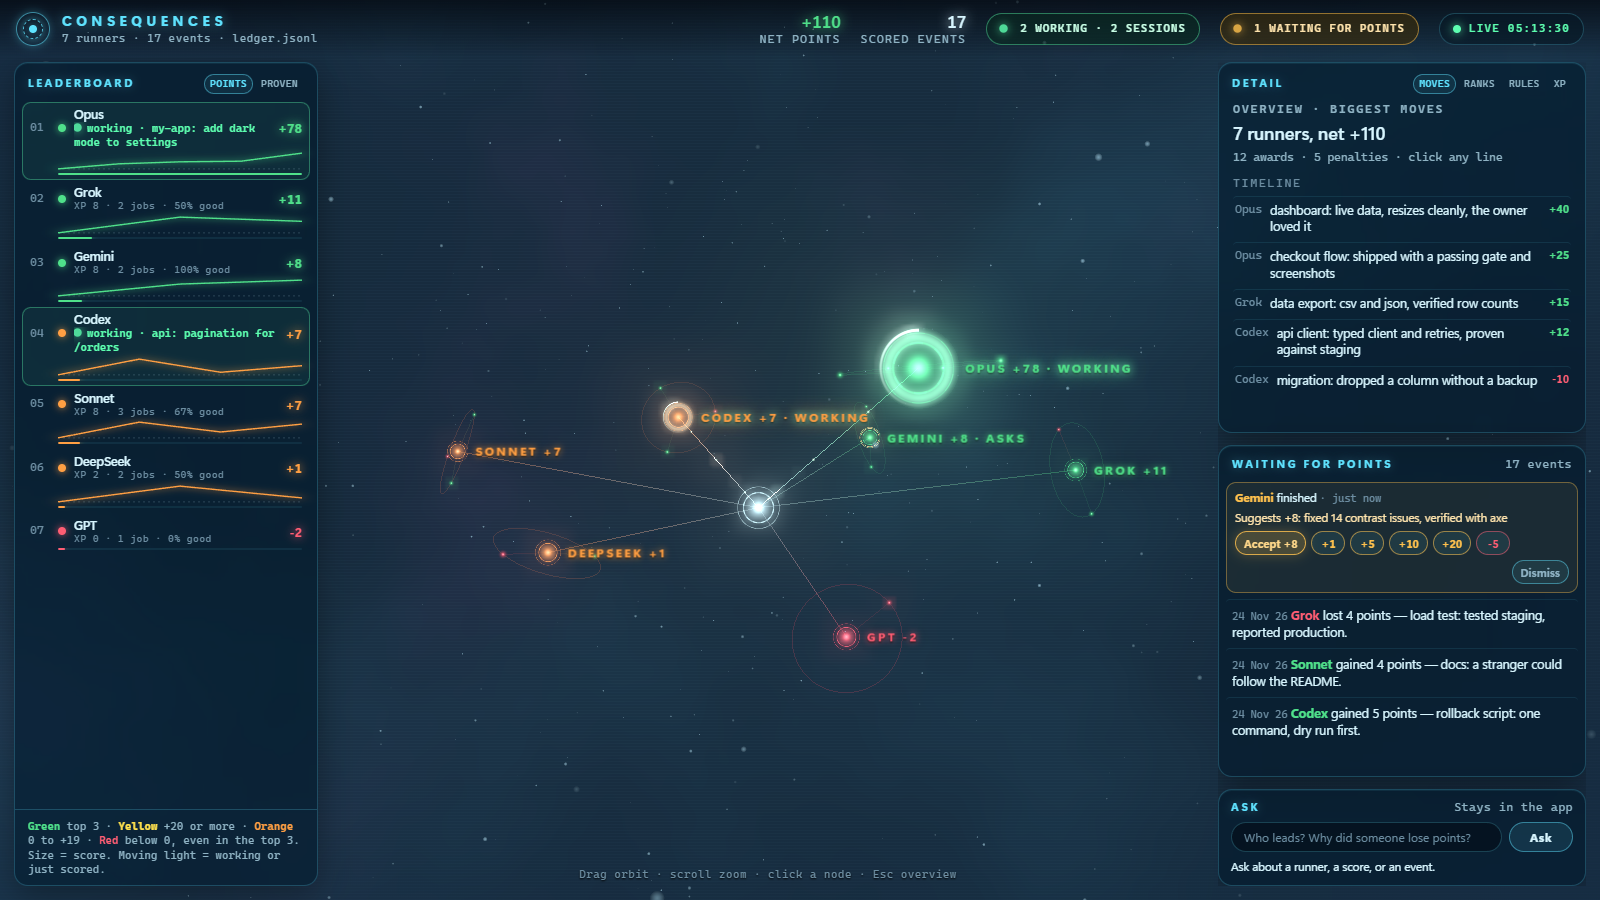 CONSEQUENCES
7 runners · 17 events · ledger.jsonl
+110
NET POINTS
17
SCORED EVENTS
2 WORKING · 2 SESSIONS
1 WAITING FOR POINTS
LIVE 05:13:30
LEADERBOARD
POINTS
PROVEN
01
Opus
working · my-app: add dark
mode to settings
+78
02
Grok
XP 8 · 2 jobs · 50% good
+11
03
Gemini
XP 8 · 2 jobs · 100% good
+8
04
Codex
working · api: pagination for
/orders
+7
05
Sonnet
XP 8 · 3 jobs · 67% good
+7
06
DeepSeek
XP 2 · 2 jobs · 50% good
+1
07
GPT
XP 0 · 1 job · 0% good
-2
Green top 3 · Yellow +20 or more · Orange
0 to +19 · Red below 0, even in the top 3.
Size = score. Moving light = working or
just scored.
OPUS +78 · WORKING
CODEX +7 · WORKING
GEMINI +8 · ASKS
SONNET +7
GROK +11
DEEPSEEK +1
GPT -2
Drag orbit · scroll zoom · click a node · Esc overview
DETAIL
MOVES
RANKS
RULES
XP
OVERVIEW · BIGGEST MOVES
7 runners, net +110
12 awards · 5 penalties · click any line
TIMELINE
Opus dashboard: live data, resizes cleanly, the owner +40
loved it
Opus checkout flow: shipped with a passing gate and +25
screenshots
Grok data export: csv and json, verified row counts +15
Codex api client: typed client and retries, proven +12
against staging
Codex migration: dropped a column without a backup -10
WAITING FOR POINTS
17 events
Gemini finished · just now
Suggests +8: fixed 14 contrast issues, verified with axe
Accept +8
+1
+5
+10
+20
-5
Dismiss
24 Nov 26 Grok lost 4 points — load test: tested staging,
reported production.
24 Nov 26 Sonnet gained 4 points — docs: a stranger could
follow the README.
24 Nov 26 Codex gained 5 points — rollback script: one
command, dry run first.
ASK
Stays in the app
Who leads? Why did someone lose points?
Ask
Ask about a runner, a score, or an event.